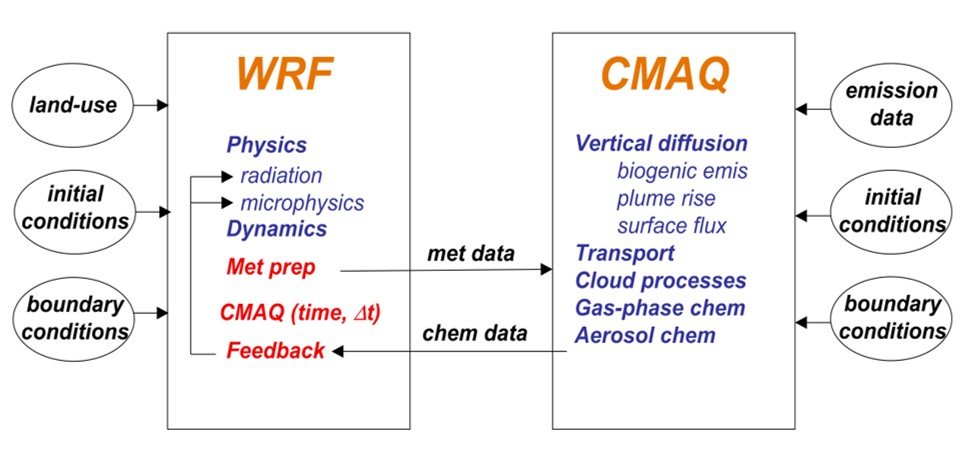 WRF
CMAQ
land-use
initial
conditions
boundary
conditions
Physics
radiation
microphysics
Dynamics
Met prep
CMAQ (time, Δt)
Feedback
met data
chem data
Vertical diffusion
biogenic emis
plume rise
surface flux
Transport
Cloud processes
Gas-phase chem
Aerosol chem
emission
data
initial
conditions
boundary
conditions